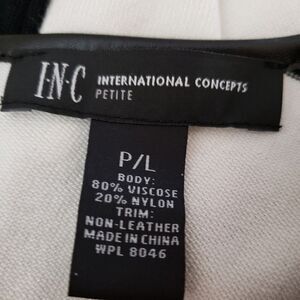 I·N·C INTERNATIONAL CONCEPTS
PETITE
P/L
BODY:
80% VISCOSE
20% NYLON
TRIM:
NON-LEATHER
MADE IN CHINA
WPL 8046